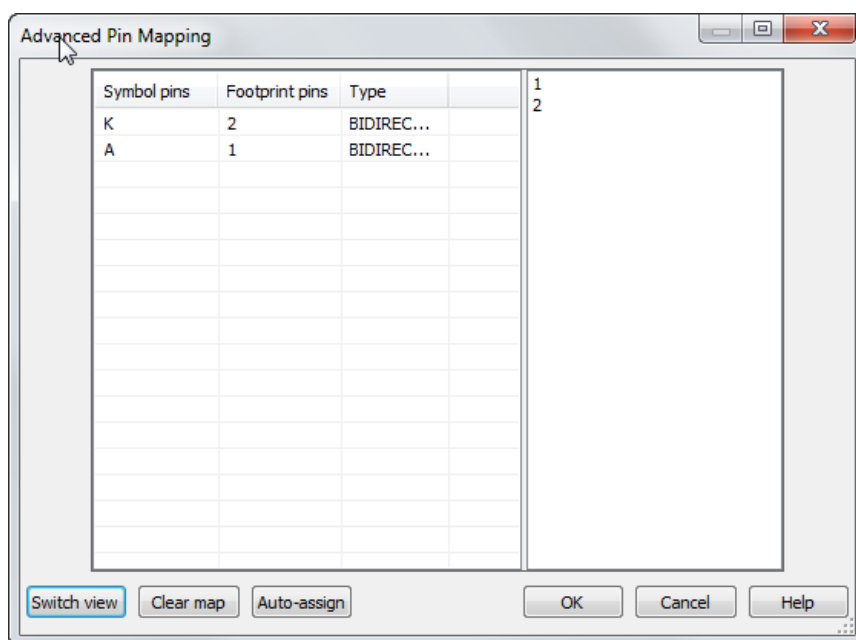 Advanced Pin Mapping
Symbol pins Footprint pins Type
K 2 BIDIREC...
A 1 BIDIREC...
1
2
Switch view Clear map Auto-assign OK Cancel Help